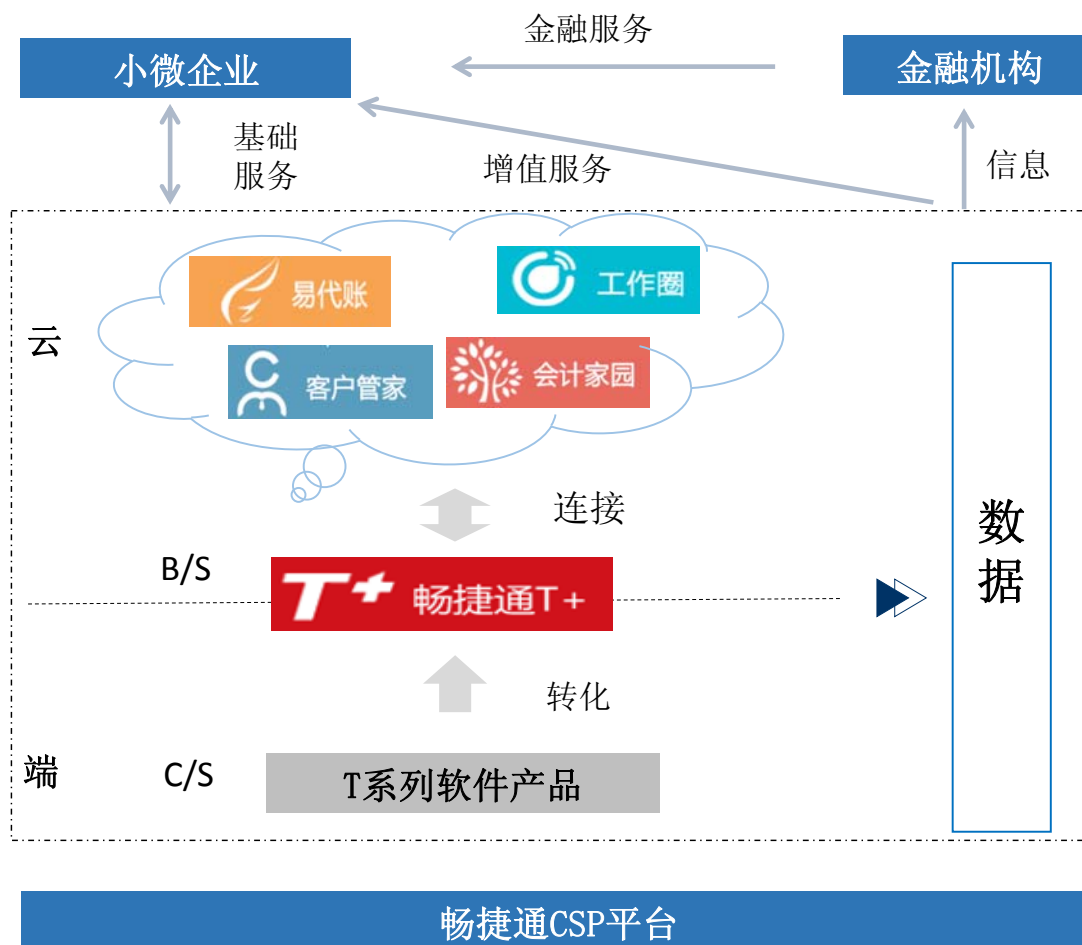 金融服务
小微企业
金融机构
基础
服务
增值服务
信息
易代账
工作圈
云
客户管家
会计家园
连接
数
据
B/S
T+ 畅捷通T+
转化
端
C/S
T系列软件产品
畅捷通CSP平台